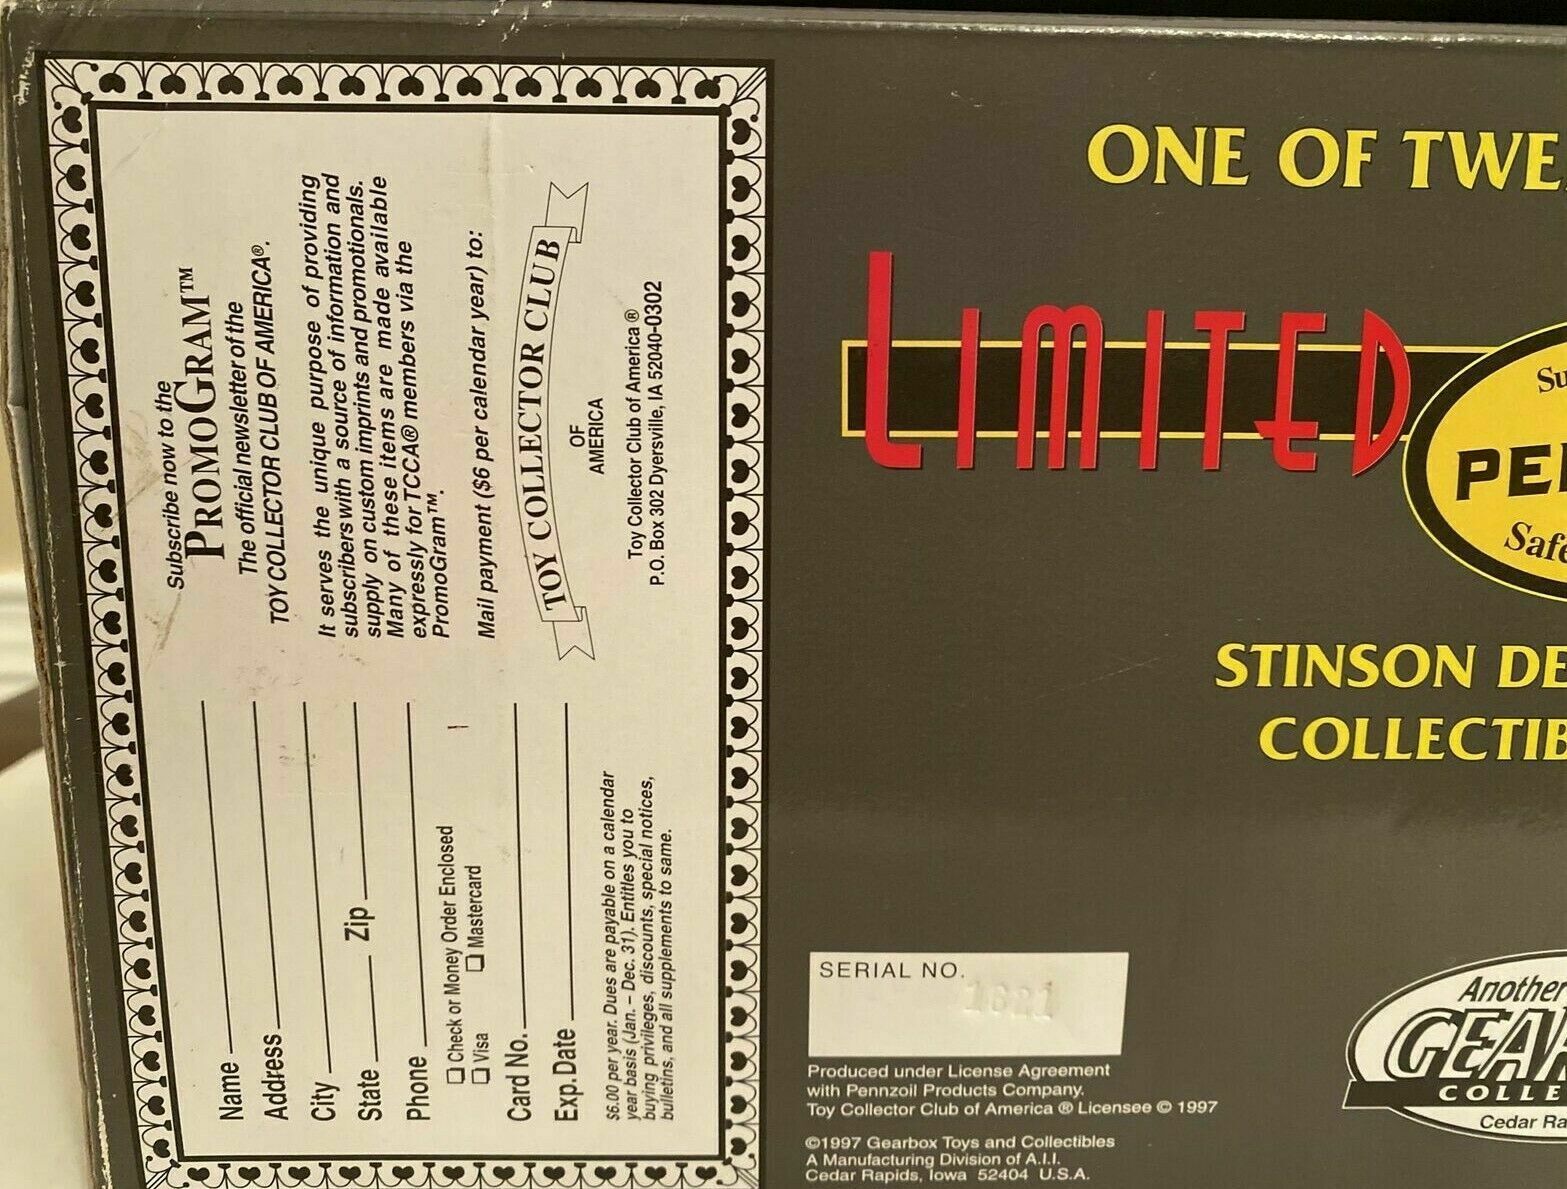 Subscribe now to the
PROMOGRAM™
The official newsletter of the
TOY COLLECTOR CLUB OF AMERICA®.
It serves the unique purpose of providing
subscribers with a source of information and
supply on custom imprints and promotionals.
Many of these items are made available
expressly for TCCA® members via the
PromoGram™.
Mail payment ($6 per calendar year) to:
TOY COLLECTOR CLUB
OF
AMERICA
Toy Collector Club of America ®
P.O. Box 302 Dyersville, IA 52040-0302
Name
Address
City
State Zip
Phone
❑ Check or Money Order Enclosed
❑ Visa ❑ Mastercard
Card No.
Exp. Date
$6.00 per year. Dues are payable on a calendar
year basis (Jan. – Dec. 31). Entitles you to
buying privileges, discounts, special notices,
bulletins, and all supplements to same.
ONE OF TWE
LIMITED
Su
PEN
Safe
STINSON DE
COLLECTIB
SERIAL NO.
1621
Produced under License Agreement
with Pennzoil Products Company.
Toy Collector Club of America ® Licensee © 1997
©1997 Gearbox Toys and Collectibles
A Manufacturing Division of A.I.I.
Cedar Rapids, Iowa 52404 U.S.A.
Another
GEAR
COLLE
Cedar Ra